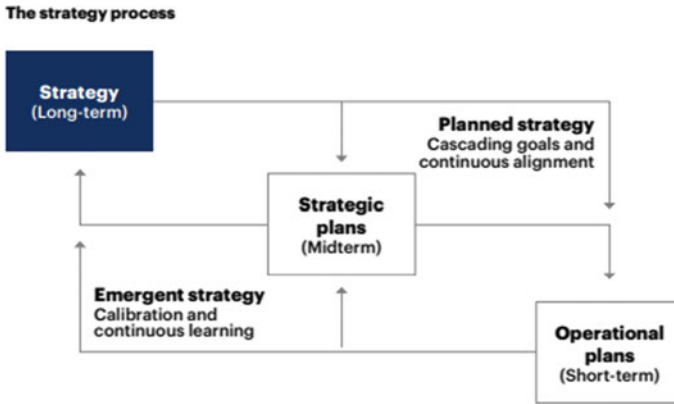 The strategy process
Strategy
(Long-term)
Planned strategy
Cascading goals and
continuous alignment
Strategic
plans
(Midterm)
Emergent strategy
Calibration and
continuous learning
Operational
plans
(Short-term)